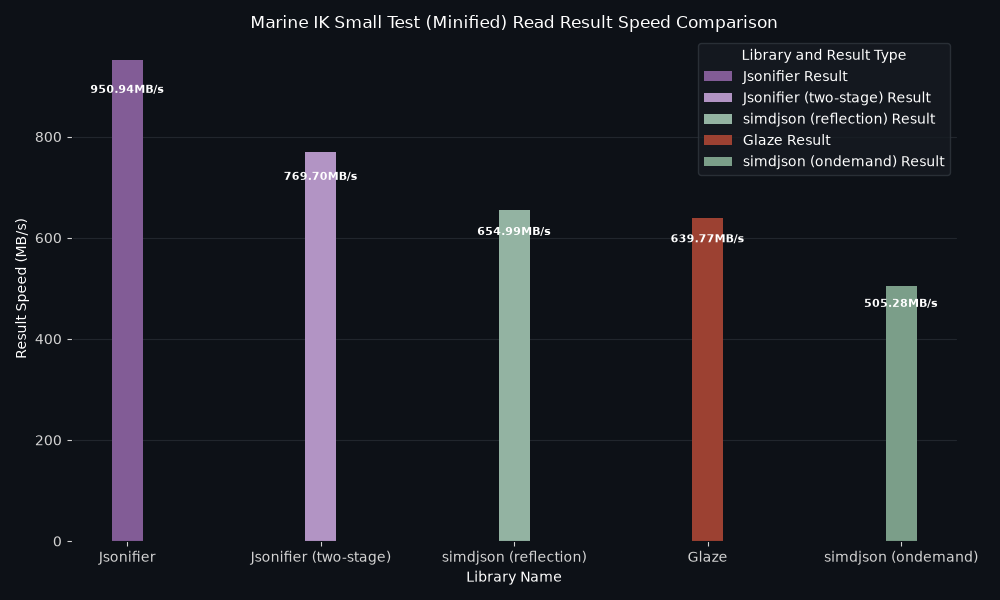 Marine IK Small Test (Minified) Read Result Speed Comparison
Library and Result Type
Jsonifier Result
Jsonifier (two-stage) Result
simdjson (reflection) Result
Glaze Result
simdjson (ondemand) Result
950.94MB/s
769.70MB/s
654.99MB/s
639.77MB/s
505.28MB/s
Result Speed (MB/s)
800
600
400
200
0
Jsonifier
Jsonifier (two-stage)
simdjson (reflection)
Glaze
simdjson (ondemand)
Library Name